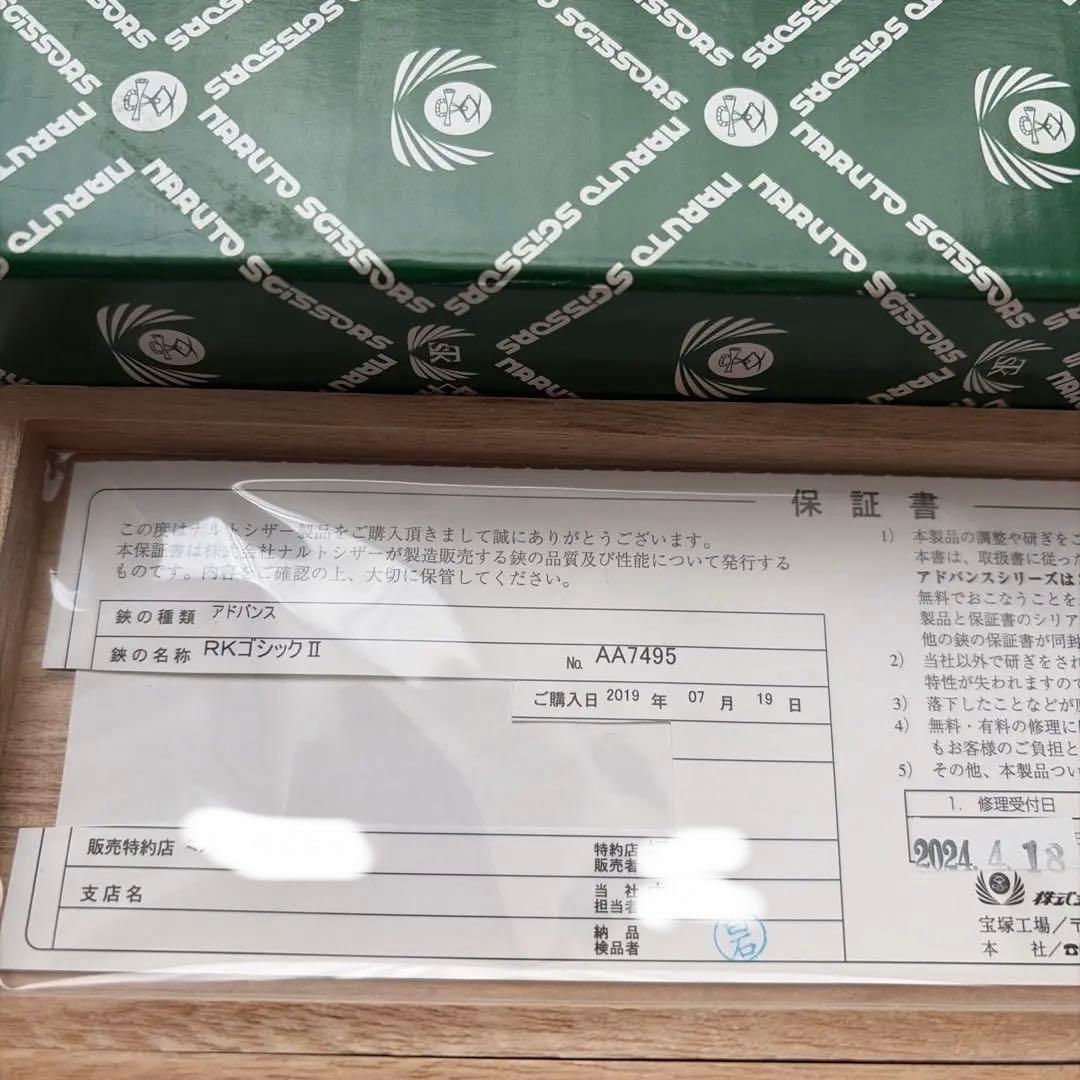 NARUTO SCISSORS
保証書
この度はナルトシザー製品をご購入頂きまして誠にありがとうございます。
本保証書は株式会社ナルトシザーが製造販売する鋏の品質及び性能について発行する
ものです。内容をご確認の上、大切に保管してください。
鋏の種類 アドバンス
鋏の名称 RKゴシックⅡ No. AA7495
ご購入日 2019 年 07 月 19 日
販売特約店
特約店
販売者
支店名
当社
担当者
納品
検品者
1) 本製品の調整や研ぎを
本書は、取扱書に従っ
アドバンスシリーズは
無料でおこなうことを
製品と保証書のシリア
他の鋏の保証書が同封
2) 当社以外で研ぎをされ
特性が失われますので
3) 落下したことなどが
4) 無料・有料の修理に
もお客様のご負担と
5) その他、本製品つい
1. 修理受付日
2024.4.18
株式
宝塚工場/〒
本社/☎